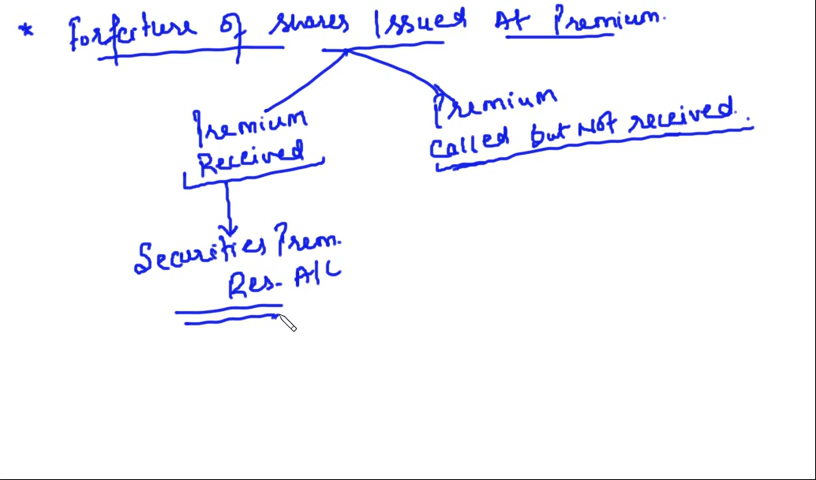 * Forfeiture of shares Issued At Premium.
Premium
Received
Premium
Called but Not received.
Securities Prem.
Res. A/C